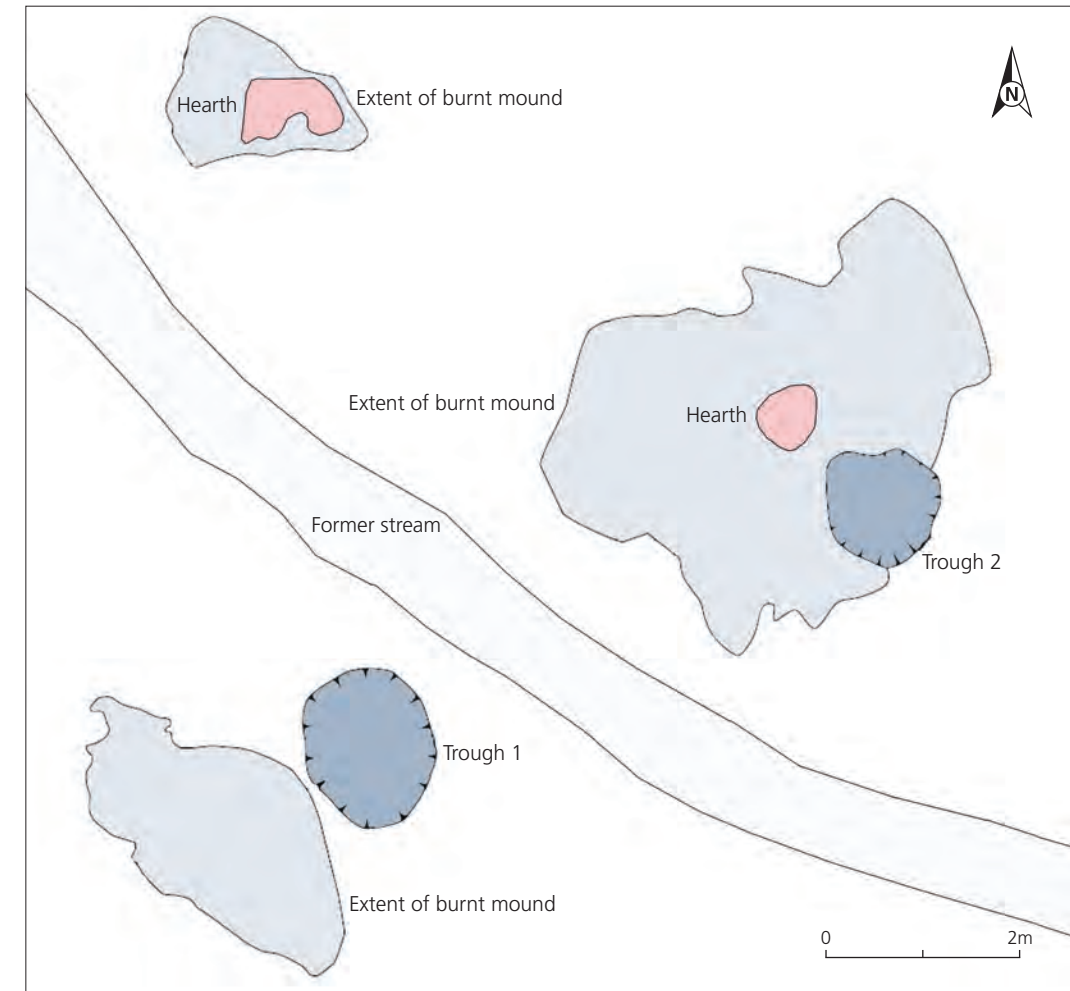 Hearth
Extent of burnt mound
N
Extent of burnt mound
Hearth
Former stream
Trough 2
Trough 1
Extent of burnt mound
0 2m